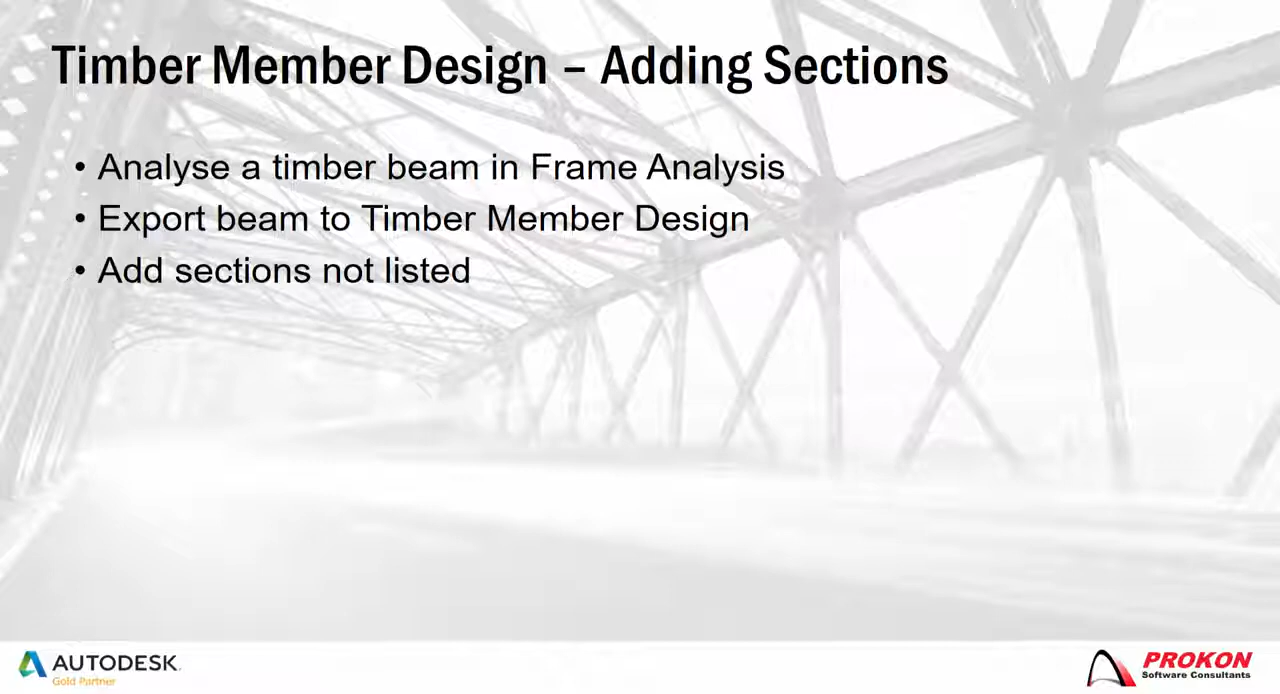 Timber Member Design – Adding Sections
• Analyse a timber beam in Frame Analysis
• Export beam to Timber Member Design
• Add sections not listed
AUTODESK.
Gold Partner
PROKON
Software Consultants